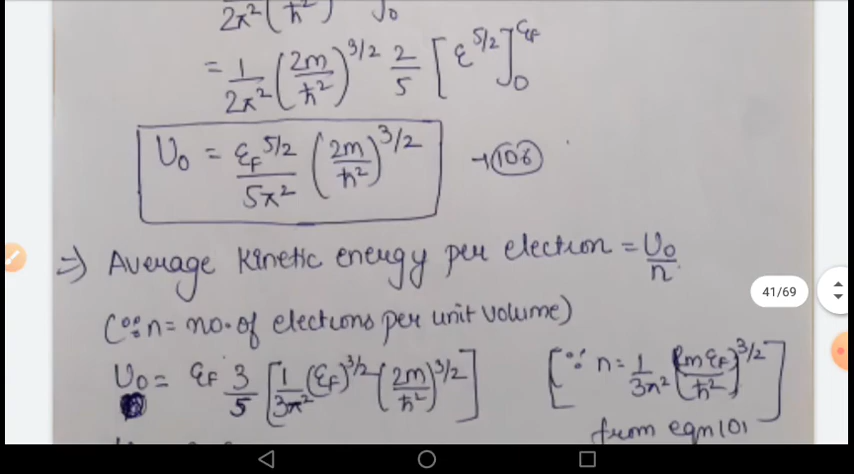 2π² ( ħ² ) ∫0
= 1/2π² (2m/ħ²)^3/2 2/5 [ε^5/2]_0^εF
U0 = εF^5/2/5π² (2m/ħ²)^3/2 → (106)
=) Average Kinetic energy per electron = U0/n.
(∵ n = no. of electrons per unit volume)
41/69
U0 = εF 3/5 [1/3π² (εF)^3/2 (2m/ħ²)^3/2] [∵ n = 1/3π² (2mεF/ħ²)^3/2]
from eqn 101